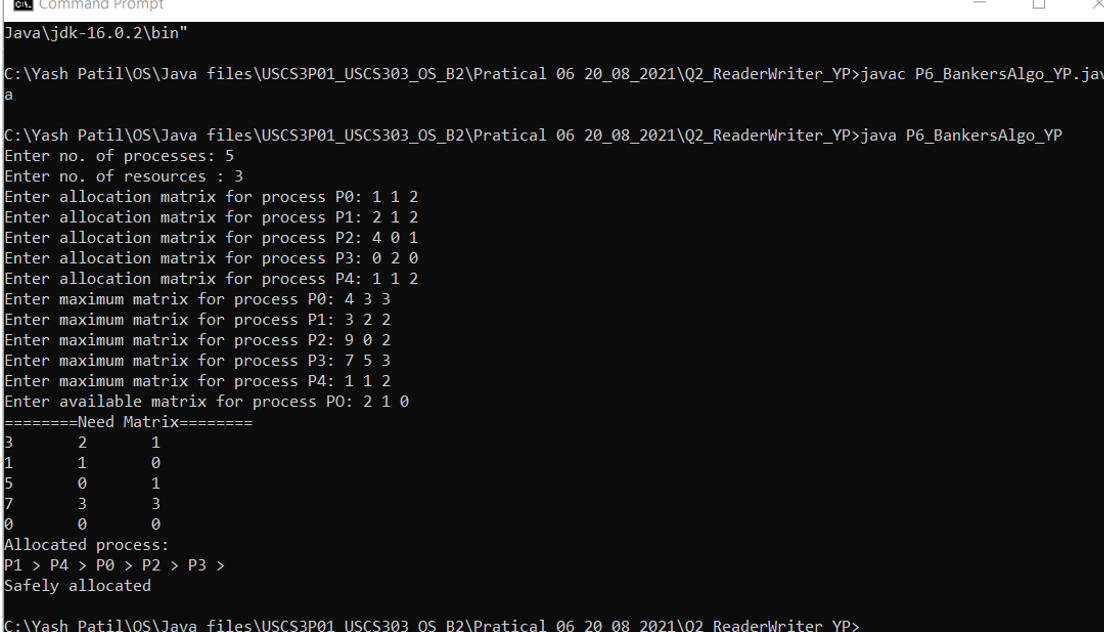 Command Prompt
Java\jdk-16.0.2\bin"
C:\Yash Patil\OS\Java files\USCS3P01_USCS303_OS_B2\Pratical 06 20_08_2021\Q2_ReaderWriter_YP>javac P6_BankersAlgo_YP.jav
a
C:\Yash Patil\OS\Java files\USCS3P01_USCS303_OS_B2\Pratical 06 20_08_2021\Q2_ReaderWriter_YP>java P6_BankersAlgo_YP
Enter no. of processes: 5
Enter no. of resources : 3
Enter allocation matrix for process P0: 1 1 2
Enter allocation matrix for process P1: 2 1 2
Enter allocation matrix for process P2: 4 0 1
Enter allocation matrix for process P3: 0 2 0
Enter allocation matrix for process P4: 1 1 2
Enter maximum matrix for process P0: 4 3 3
Enter maximum matrix for process P1: 3 2 2
Enter maximum matrix for process P2: 9 0 2
Enter maximum matrix for process P3: 7 5 3
Enter maximum matrix for process P4: 1 1 2
Enter available matrix for process PO: 2 1 0
========Need Matrix========
3 2 1
1 1 0
5 0 1
7 3 3
0 0 0
Allocated process:
P1 > P4 > P0 > P2 > P3 >
Safely allocated
C:\Yash Patil\OS\Java files\USCS3P01_USCS303_OS_B2\Pratical 06 20_08_2021\Q2_ReaderWriter_YP>